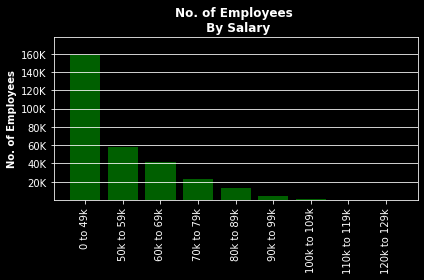 No. of Employees
By Salary
No. of Employees
160K
140K
120K
100K
80K
60K
40K
20K
0 to 49k
50k to 59k
60k to 69k
70k to 79k
80k to 89k
90k to 99k
100k to 109k
110k to 119k
120k to 129k